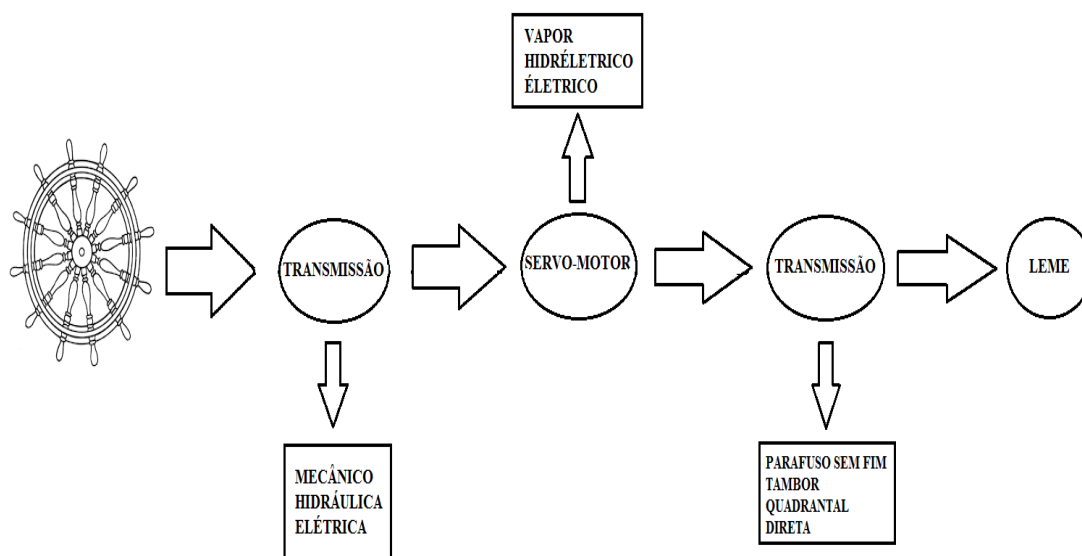 VAPOR
HIDRÉLETRICO
ÉLETRICO
TRANSMISSÃO
SERVO-MOTOR
TRANSMISSÃO
LEME
MECÂNICO
HIDRÁULICA
ELÉTRICA
PARAFUSO SEM FIM
TAMBOR
QUADRANTAL
DIRETA